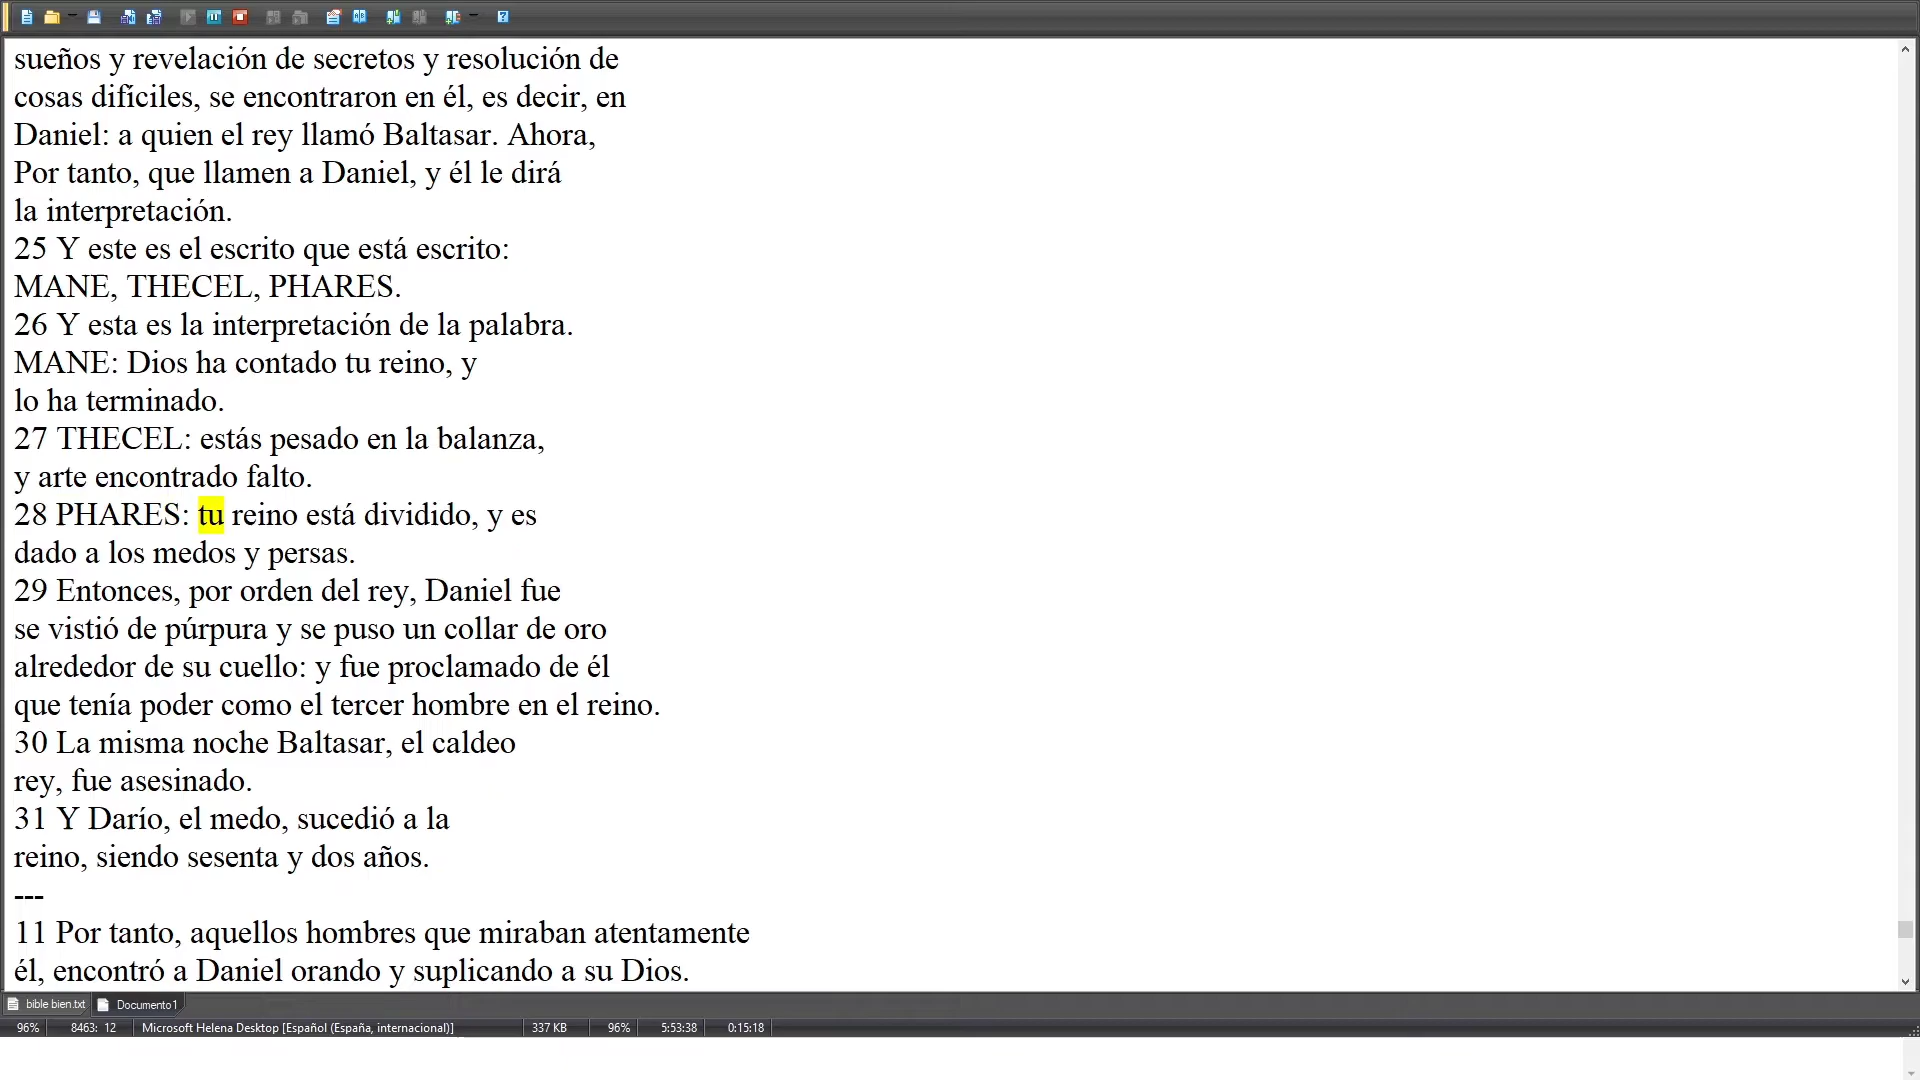 sueños y revelación de secretos y resolución de
cosas difíciles, se encontraron en él, es decir, en
Daniel: a quien el rey llamó Baltasar. Ahora,
Por tanto, que llamen a Daniel, y él le dirá
la interpretación.
25 Y este es el escrito que está escrito:
MANE, THECEL, PHARES.
26 Y esta es la interpretación de la palabra.
MANE: Dios ha contado tu reino, y
lo ha terminado.
27 THECEL: estás pesado en la balanza,
y arte encontrado falto.
28 PHARES: tu reino está dividido, y es
dado a los medos y persas.
29 Entonces, por orden del rey, Daniel fue
se vistió de púrpura y se puso un collar de oro
alrededor de su cuello: y fue proclamado de él
que tenía poder como el tercer hombre en el reino.
30 La misma noche Baltasar, el caldeo
rey, fue asesinado.
31 Y Darío, el medo, sucedió a la
reino, siendo sesenta y dos años.
---
11 Por tanto, aquellos hombres que miraban atentamente
él, encontró a Daniel orando y suplicando a su Dios.
bible bien.txt Documento1
96% 8463: 12 Microsoft Helena Desktop [Español (España, internacional)] 337 KB 96% 5:53:38 0:15:18